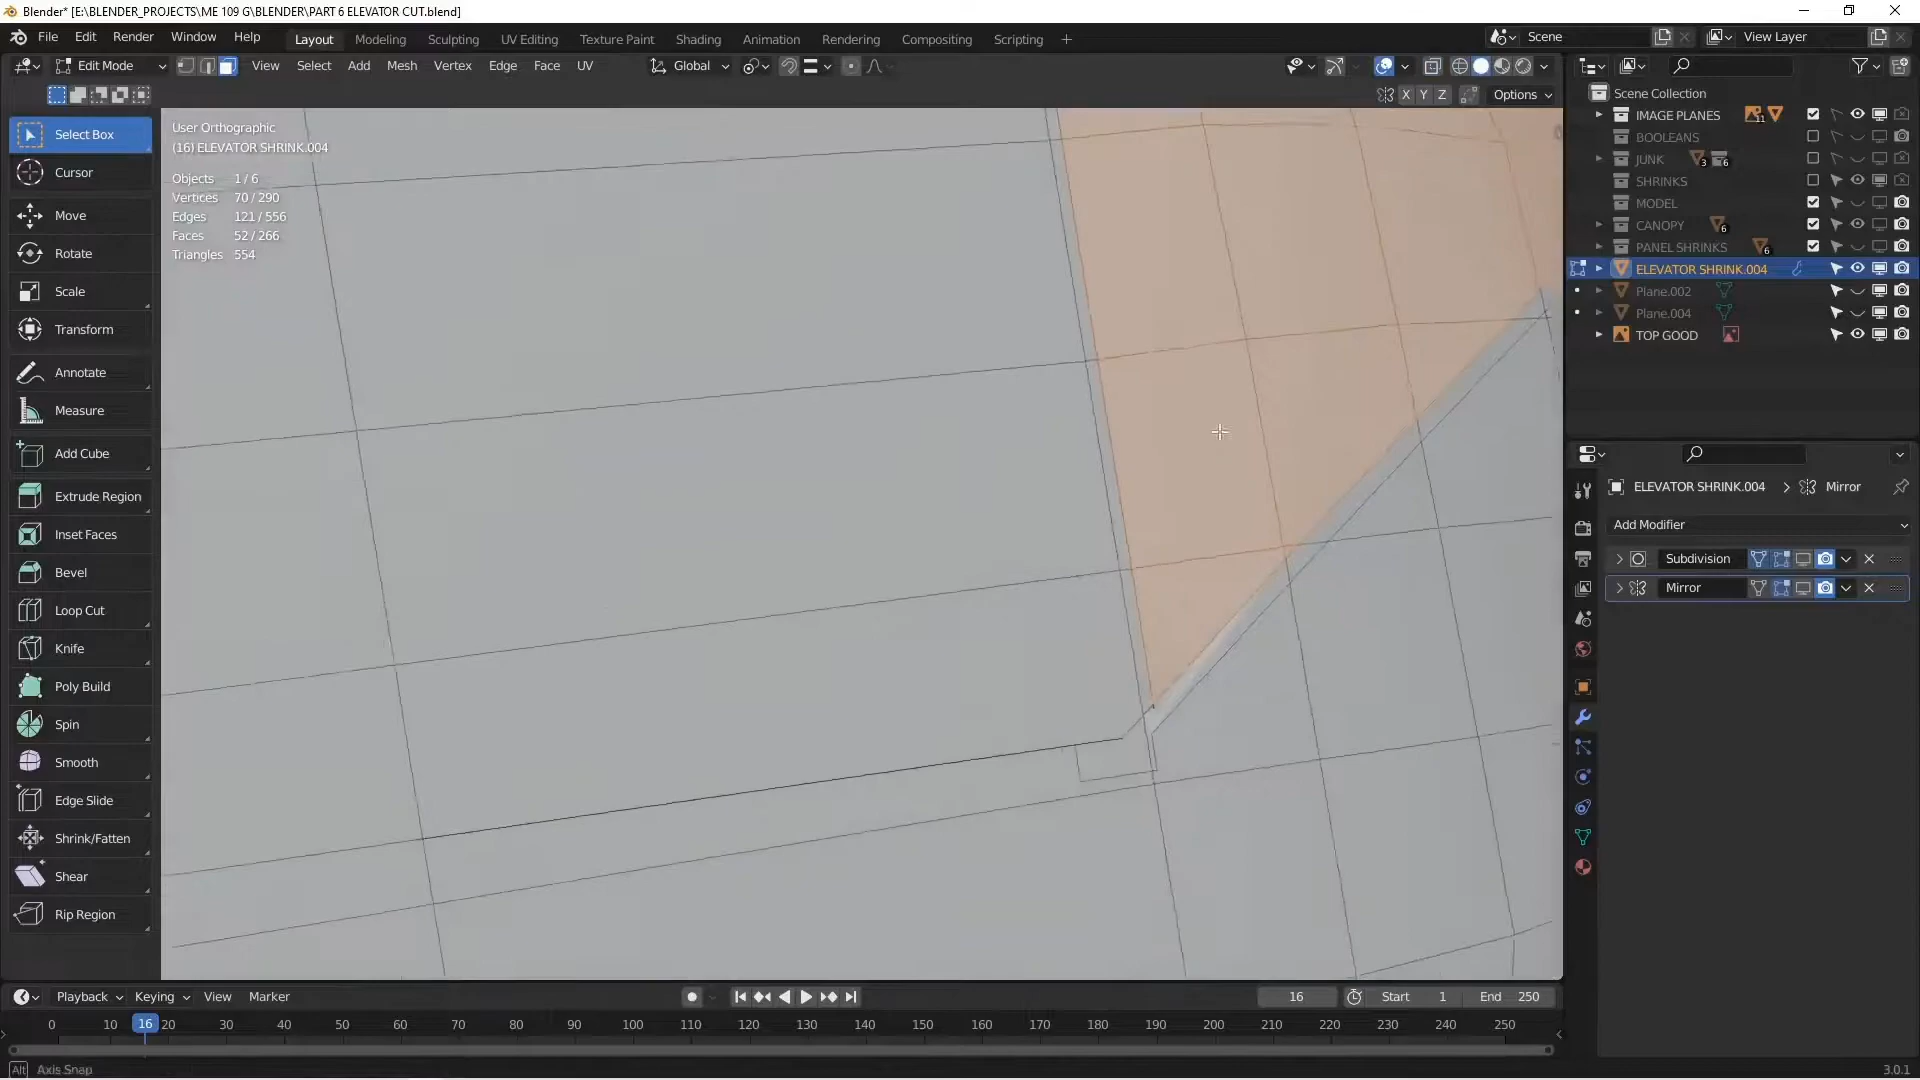 Blender* [E:\BLENDER_PROJECTS\ME 109 G\BLENDER\PART 6 ELEVATOR CUT.blend]
File Edit Render Window Help Layout Modeling Sculpting UV Editing Texture Paint Shading Animation Rendering Compositing Scripting + Scene View Layer
Edit Mode View Select Add Mesh Vertex Edge Face UV Global
X Y Z Options
Select Box
Cursor
Move
Rotate
Scale
Transform
Annotate
Measure
Add Cube
Extrude Region
Inset Faces
Bevel
Loop Cut
Knife
Poly Build
Spin
Smooth
Edge Slide
Shrink/Fatten
Shear
Rip Region
User Orthographic
(16) ELEVATOR SHRINK.004
Objects 1 / 6
Vertices 70 / 290
Edges 121 / 556
Faces 52 / 266
Triangles 554
Scene Collection
IMAGE PLANES 11
BOOLEANS
JUNK 3 6
SHRINKS
MODEL
CANOPY 6
PANEL SHRINKS 6
ELEVATOR SHRINK.004
Plane.002
Plane.004
TOP GOOD
ELEVATOR SHRINK.004 > Mirror
Add Modifier
Subdivision
Mirror
Playback Keying View Marker 16 Start 1 End 250
0 10 16 20 30 40 50 60 70 80 90 100 110 120 130 140 150 160 170 180 190 200 210 220 230 240 250
Alt Axis Snap 3.0.1